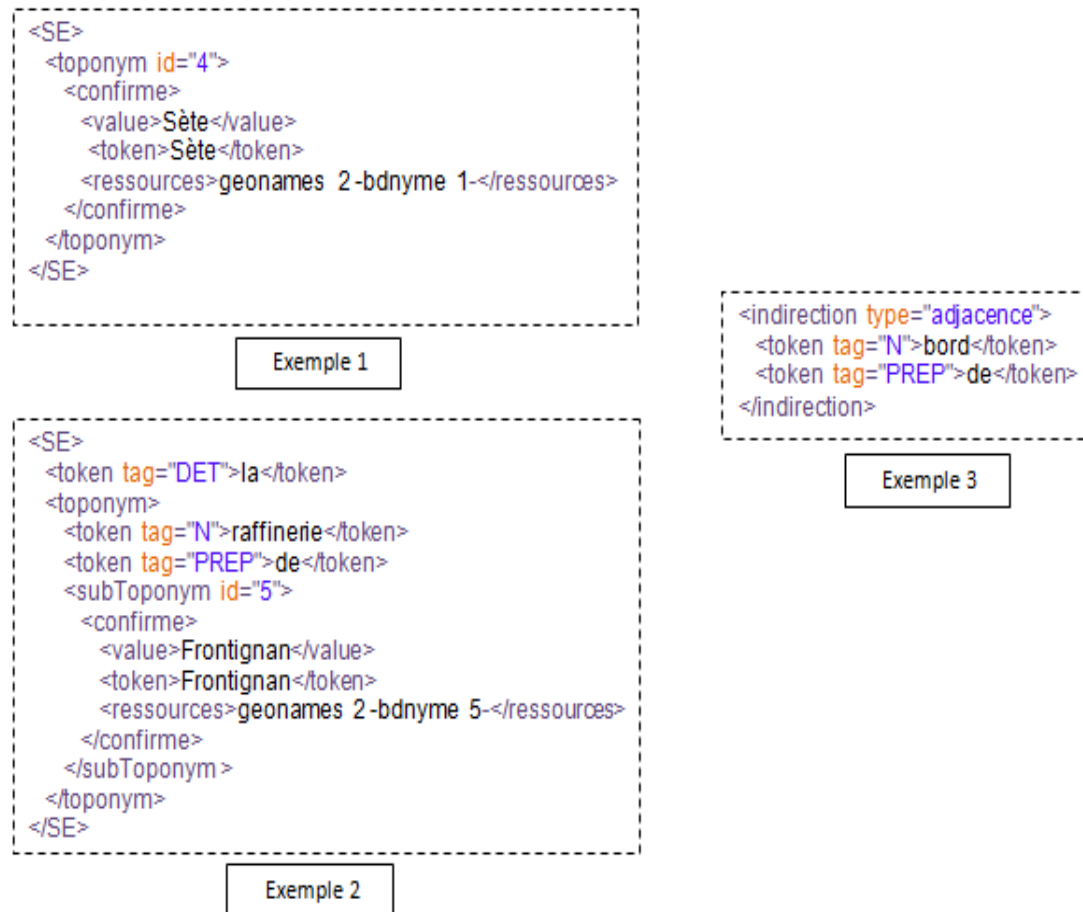 <SE>
<toponym id="4">
<confirme>
<value>Sète</value>
<token>Sète</token>
<ressources>geonames 2-bdnyme 1-</ressources>
</confirme>
</toponym>
</SE>
Exemple 1
<SE>
<token tag="DET">la</token>
<toponym>
<token tag="N">raffinerie</token>
<token tag="PREP">de</token>
<subToponym id="5">
<confirme>
<value>Frontignan</value>
<token>Frontignan</token>
<ressources>geonames 2-bdnyme 5-</ressources>
</confirme>
</subToponym>
</toponym>
</SE>
Exemple 2
<indirection type="adjacence">
<token tag="N">bord</token>
<token tag="PREP">de</token>
</indirection>
Exemple 3